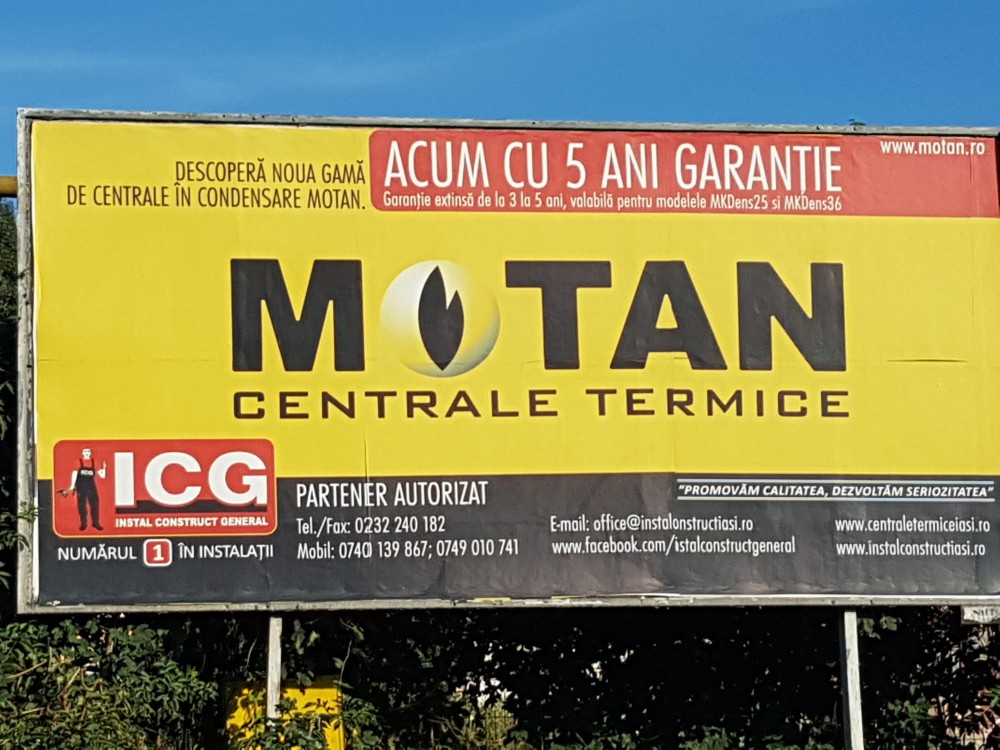 DESCOPERĂ NOUA GAMĂ
DE CENTRALE ÎN CONDENSARE MOTAN.
ACUM CU 5 ANI GARANȚIE
Garanție extinsă de la 3 la 5 ani, valabilă pentru modelele MKDens25 si MKDens36
www.motan.ro
MOTAN
CENTRALE TERMICE
ICG
INSTAL CONSTRUCT GENERAL
NUMĂRUL 1 ÎN INSTALAȚII
PARTENER AUTORIZAT
Tel./Fax: 0232 240 182
Mobil: 0740 139 867; 0749 010 741
E-mail: office@instalonstructiasi.ro
www.facebook.com/istalconstructgeneral
"PROMOVĂM CALITATEA, DEZVOLTĂM SERIOZITATEA"
www.centraletermiceiasi.ro
www.instalconstructiasi.ro